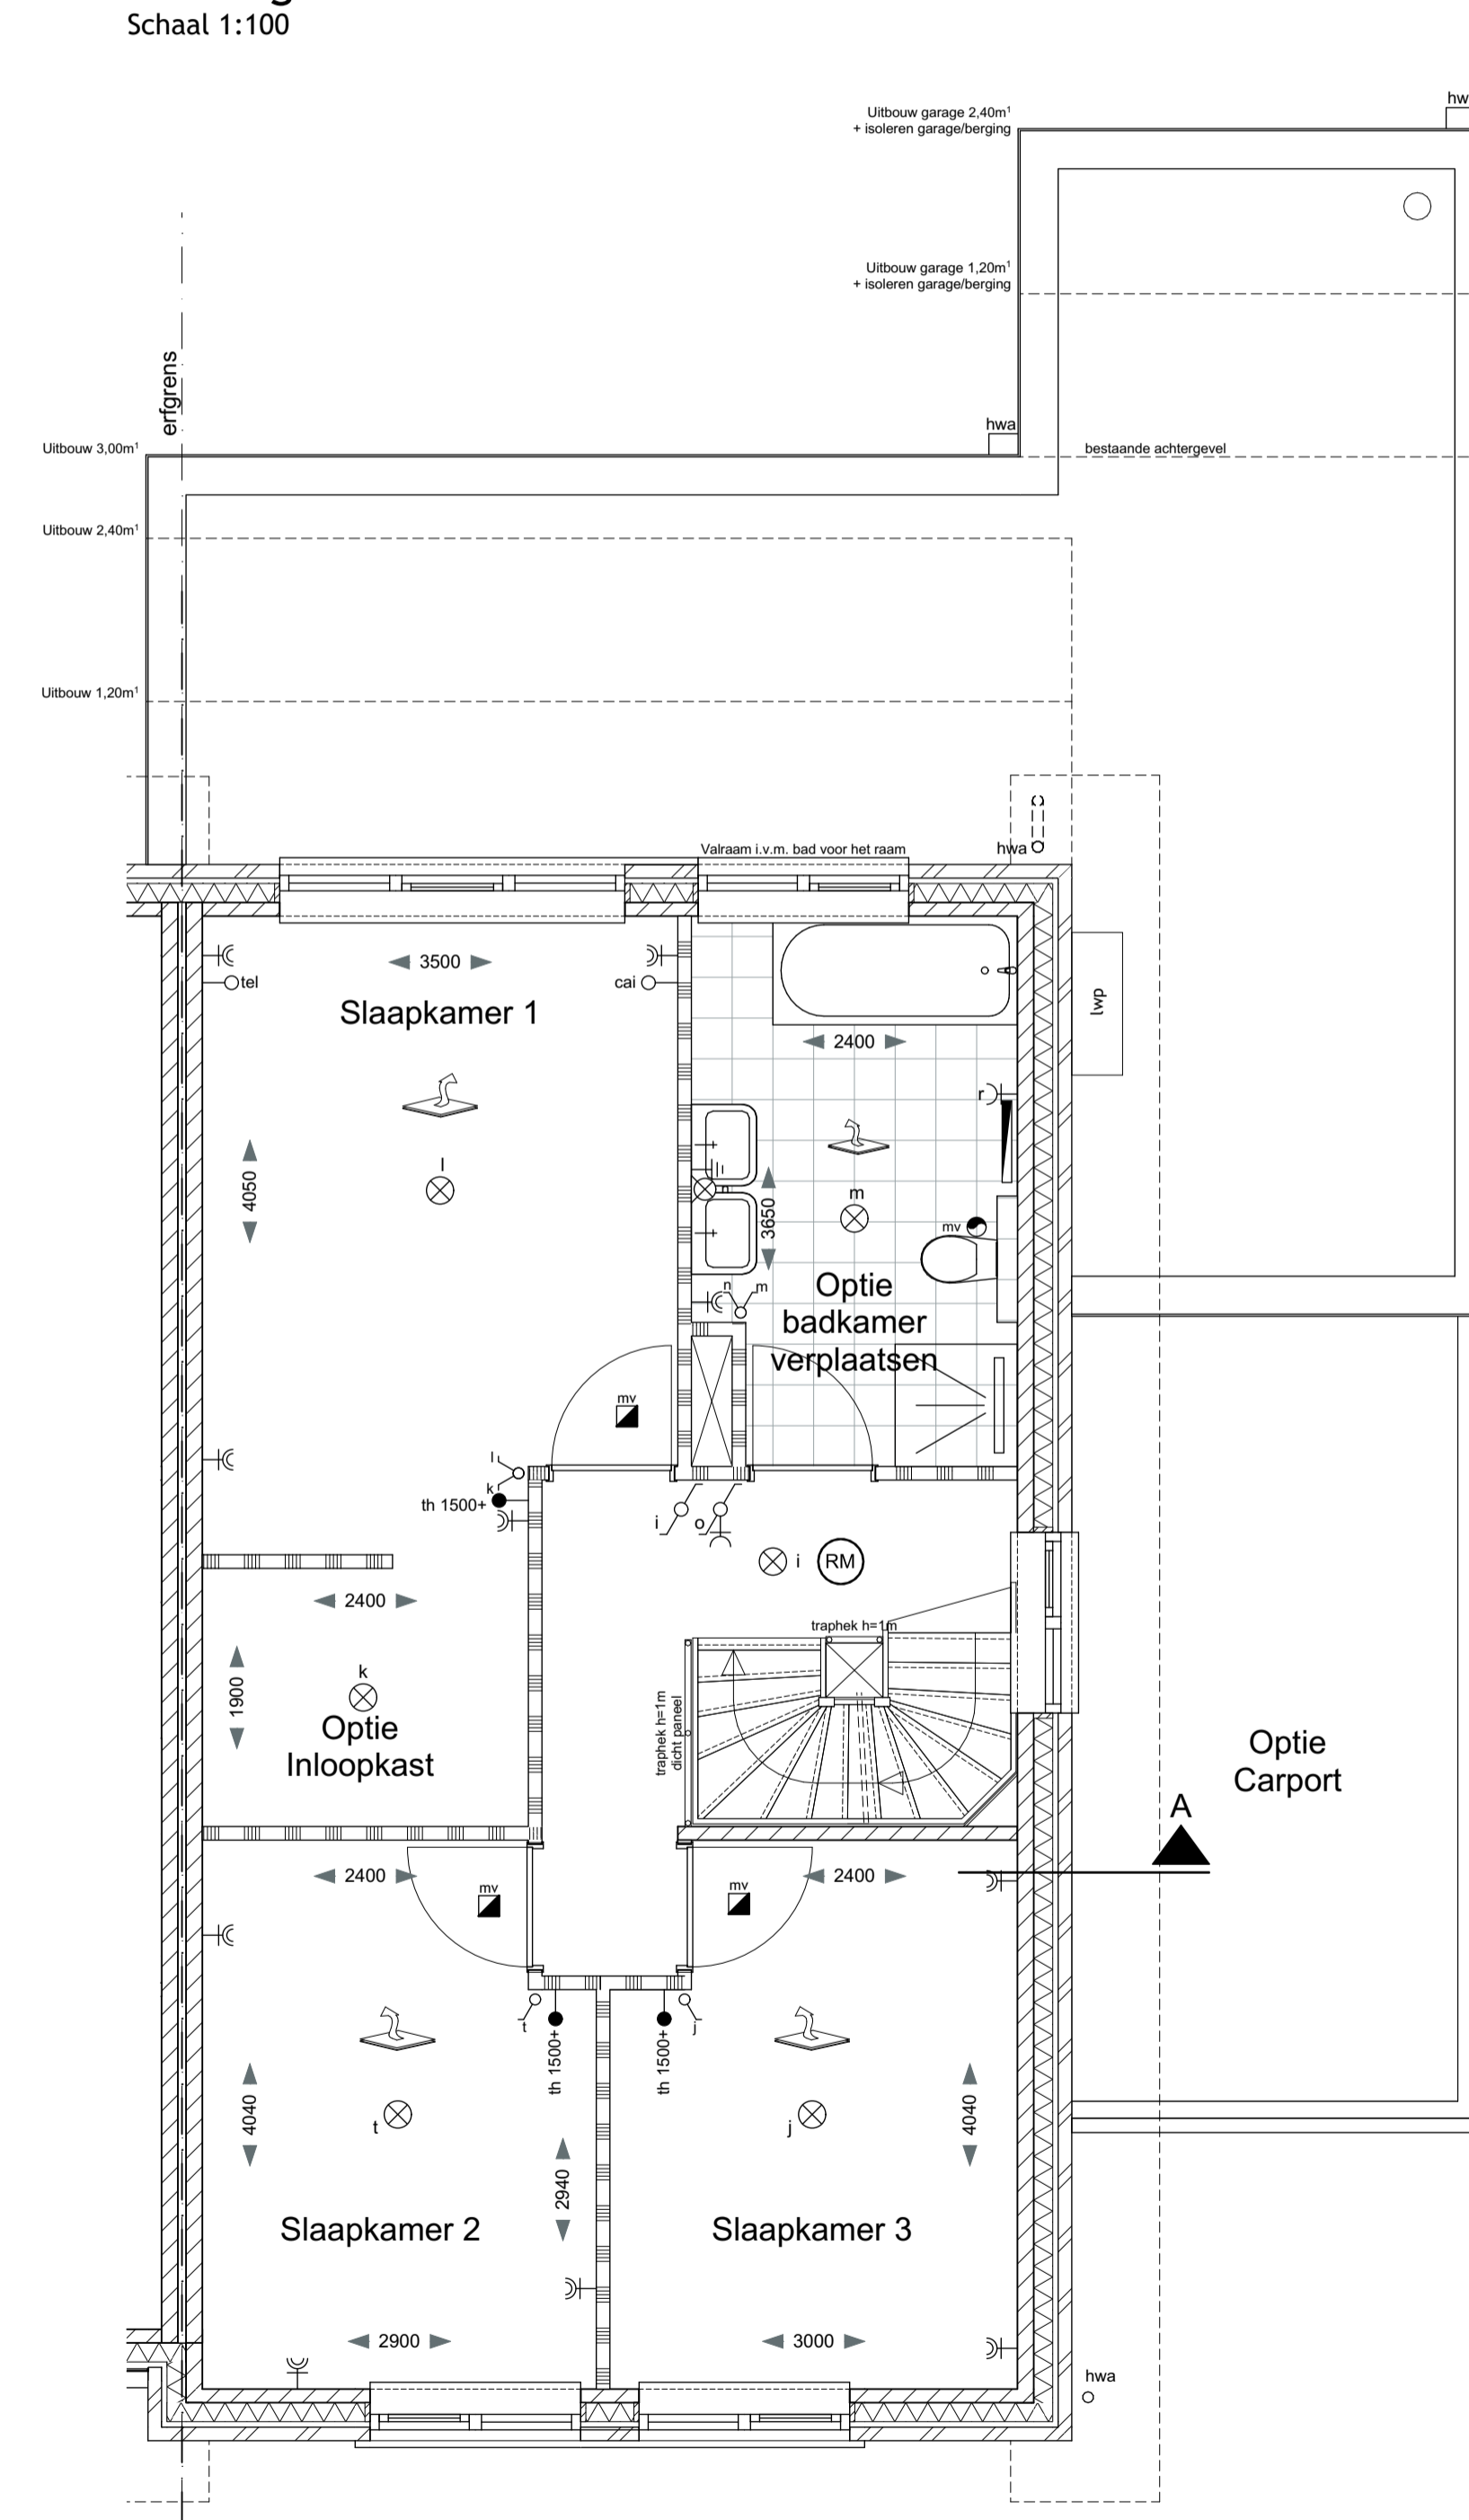 Schaal 1:100
hw
Uitbouw garage 2,40m¹
+ isoleren garage/berging
Uitbouw garage 1,20m¹
+ isoleren garage/berging
erfgrens
hwa
Uitbouw 3,00m¹
bestaande achtergevel
Uitbouw 2,40m¹
Uitbouw 1,20m¹
Valraam i.v.m. bad voor het raam
hwa
3500
tel
cai
Slaapkamer 1
lwp
2400
r
4050
l
n
3650
m
mv
Optie
badkamer
verplaatsen
n
m
mv
l
k
th 1500+
i
o
i
RM
2400
traphek h=1m
1900
k
Optie
Inloopkast
traphek h=1m
dicht paneel
Optie
Carport
A
2400
mv
mv
2400
t
th 1500+
th 1500+
j
4040
t
j
4040
2940
Slaapkamer 2
Slaapkamer 3
2900
3000
hwa